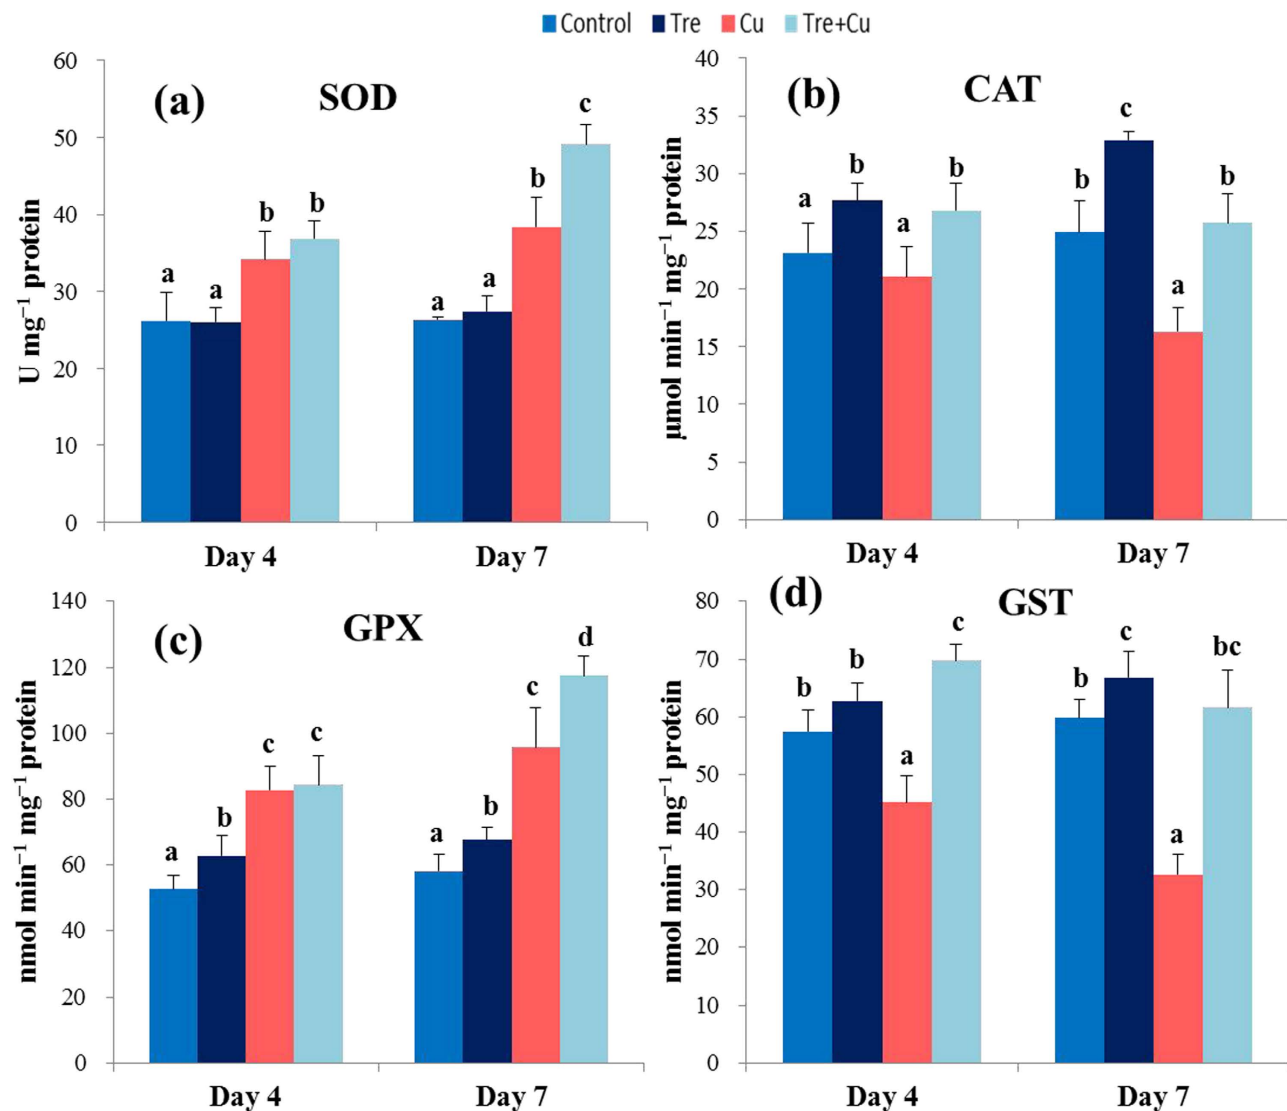 Control Tre Cu Tre+Cu
(a) SOD
U mg⁻¹ protein
60
50
40
30
20
10
0
a a b b
a a b c
Day 4 Day 7
(b) CAT
µmol min⁻¹ mg⁻¹ protein
40
35
30
25
20
15
10
5
0
a b a b
b c a b
Day 4 Day 7
(c) GPX
nmol min⁻¹ mg⁻¹ protein
140
120
100
80
60
40
20
0
a b c c
a b c d
Day 4 Day 7
(d) GST
nmol min⁻¹ mg⁻¹ protein
80
70
60
50
40
30
20
10
0
b b a c
b c a bc
Day 4 Day 7